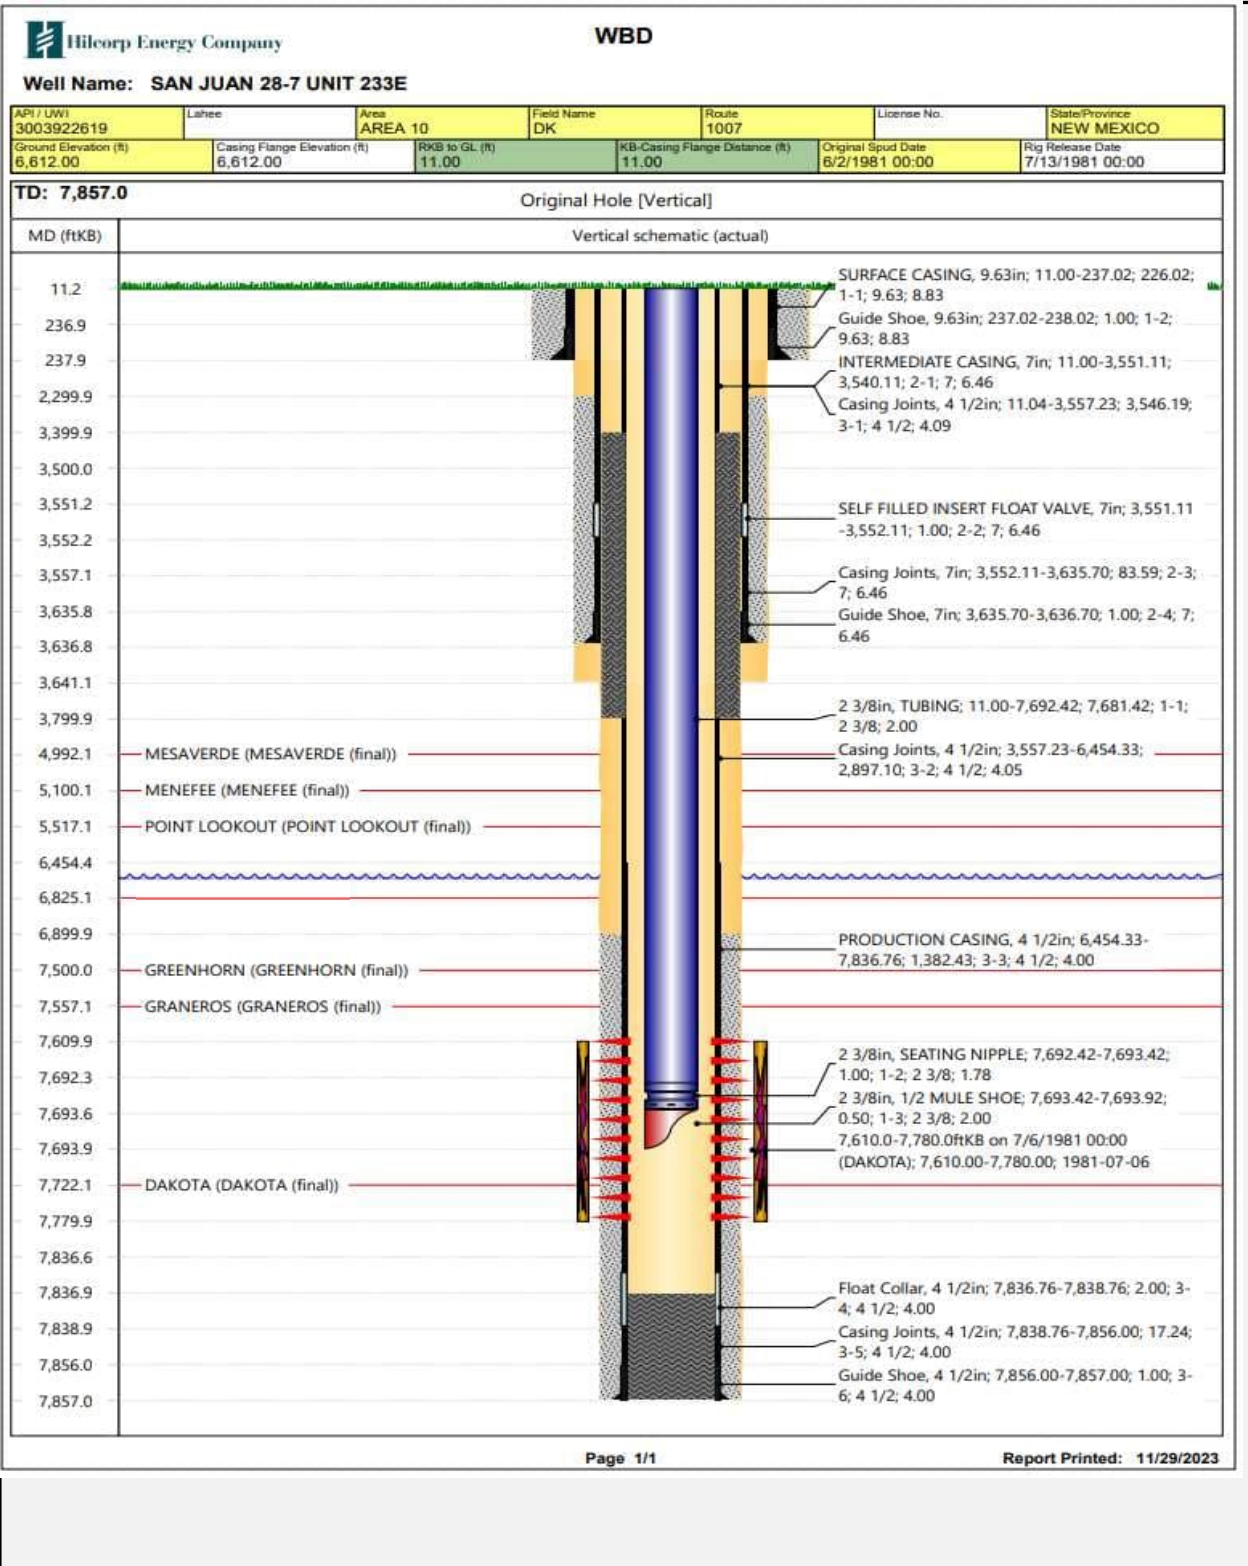 Hilcorp Energy Company
WBD
Well Name: SAN JUAN 28-7 UNIT 233E
API / UWI
3003922619
Lahee
Area
AREA 10
Field Name
DK
Route
1007
License No.
State/Province
NEW MEXICO
Ground Elevation (ft)
6,612.00
Casing Flange Elevation (ft)
6,612.00
RKB to GL (ft)
11.00
KB-Casing Flange Distance (ft)
11.00
Original Spud Date
6/2/1981 00:00
Rig Release Date
7/13/1981 00:00
TD: 7,857.0
Original Hole [Vertical]
MD (ftKB)
Vertical schematic (actual)
11.2
236.9
237.9
2,299.9
3,399.9
3,500.0
3,551.2
3,552.2
3,557.1
3,635.8
3,636.8
3,641.1
3,799.9
4,992.1
5,100.1
5,517.1
6,454.4
6,825.1
6,899.9
7,500.0
7,557.1
7,609.9
7,692.3
7,693.6
7,693.9
7,722.1
7,779.9
7,836.6
7,836.9
7,838.9
7,856.0
7,857.0
MESAVERDE (MESAVERDE (final))
MENEFEE (MENEFEE (final))
POINT LOOKOUT (POINT LOOKOUT (final))
GREENHORN (GREENHORN (final))
GRANEROS (GRANEROS (final))
DAKOTA (DAKOTA (final))
SURFACE CASING, 9.63in; 11.00-237.02; 226.02;
1-1; 9.63; 8.83
Guide Shoe, 9.63in; 237.02-238.02; 1.00; 1-2;
9.63; 8.83
INTERMEDIATE CASING, 7in; 11.00-3,551.11;
3,540.11; 2-1; 7; 6.46
Casing Joints, 4 1/2in; 11.04-3,557.23; 3,546.19;
3-1; 4 1/2; 4.09
SELF FILLED INSERT FLOAT VALVE, 7in; 3,551.11
-3,552.11; 1.00; 2-2; 7; 6.46
Casing Joints, 7in; 3,552.11-3,635.70; 83.59; 2-3;
7; 6.46
Guide Shoe, 7in; 3,635.70-3,636.70; 1.00; 2-4; 7;
6.46
2 3/8in, TUBING; 11.00-7,692.42; 7,681.42; 1-1;
2 3/8; 2.00
Casing Joints, 4 1/2in; 3,557.23-6,454.33;
2,897.10; 3-2; 4 1/2; 4.05
PRODUCTION CASING, 4 1/2in; 6,454.33-
7,836.76; 1,382.43; 3-3; 4 1/2; 4.00
2 3/8in, SEATING NIPPLE; 7,692.42-7,693.42;
1.00; 1-2; 2 3/8; 1.78
2 3/8in, 1/2 MULE SHOE; 7,693.42-7,693.92;
0.50; 1-3; 2 3/8; 2.00
7,610.0-7,780.0ftKB on 7/6/1981 00:00
(DAKOTA); 7,610.00-7,780.00; 1981-07-06
Float Collar, 4 1/2in; 7,836.76-7,838.76; 2.00; 3-
4; 4 1/2; 4.00
Casing Joints, 4 1/2in; 7,838.76-7,856.00; 17.24;
3-5; 4 1/2; 4.00
Guide Shoe, 4 1/2in; 7,856.00-7,857.00; 1.00; 3-
6; 4 1/2; 4.00
Page 1/1
Report Printed: 11/29/2023